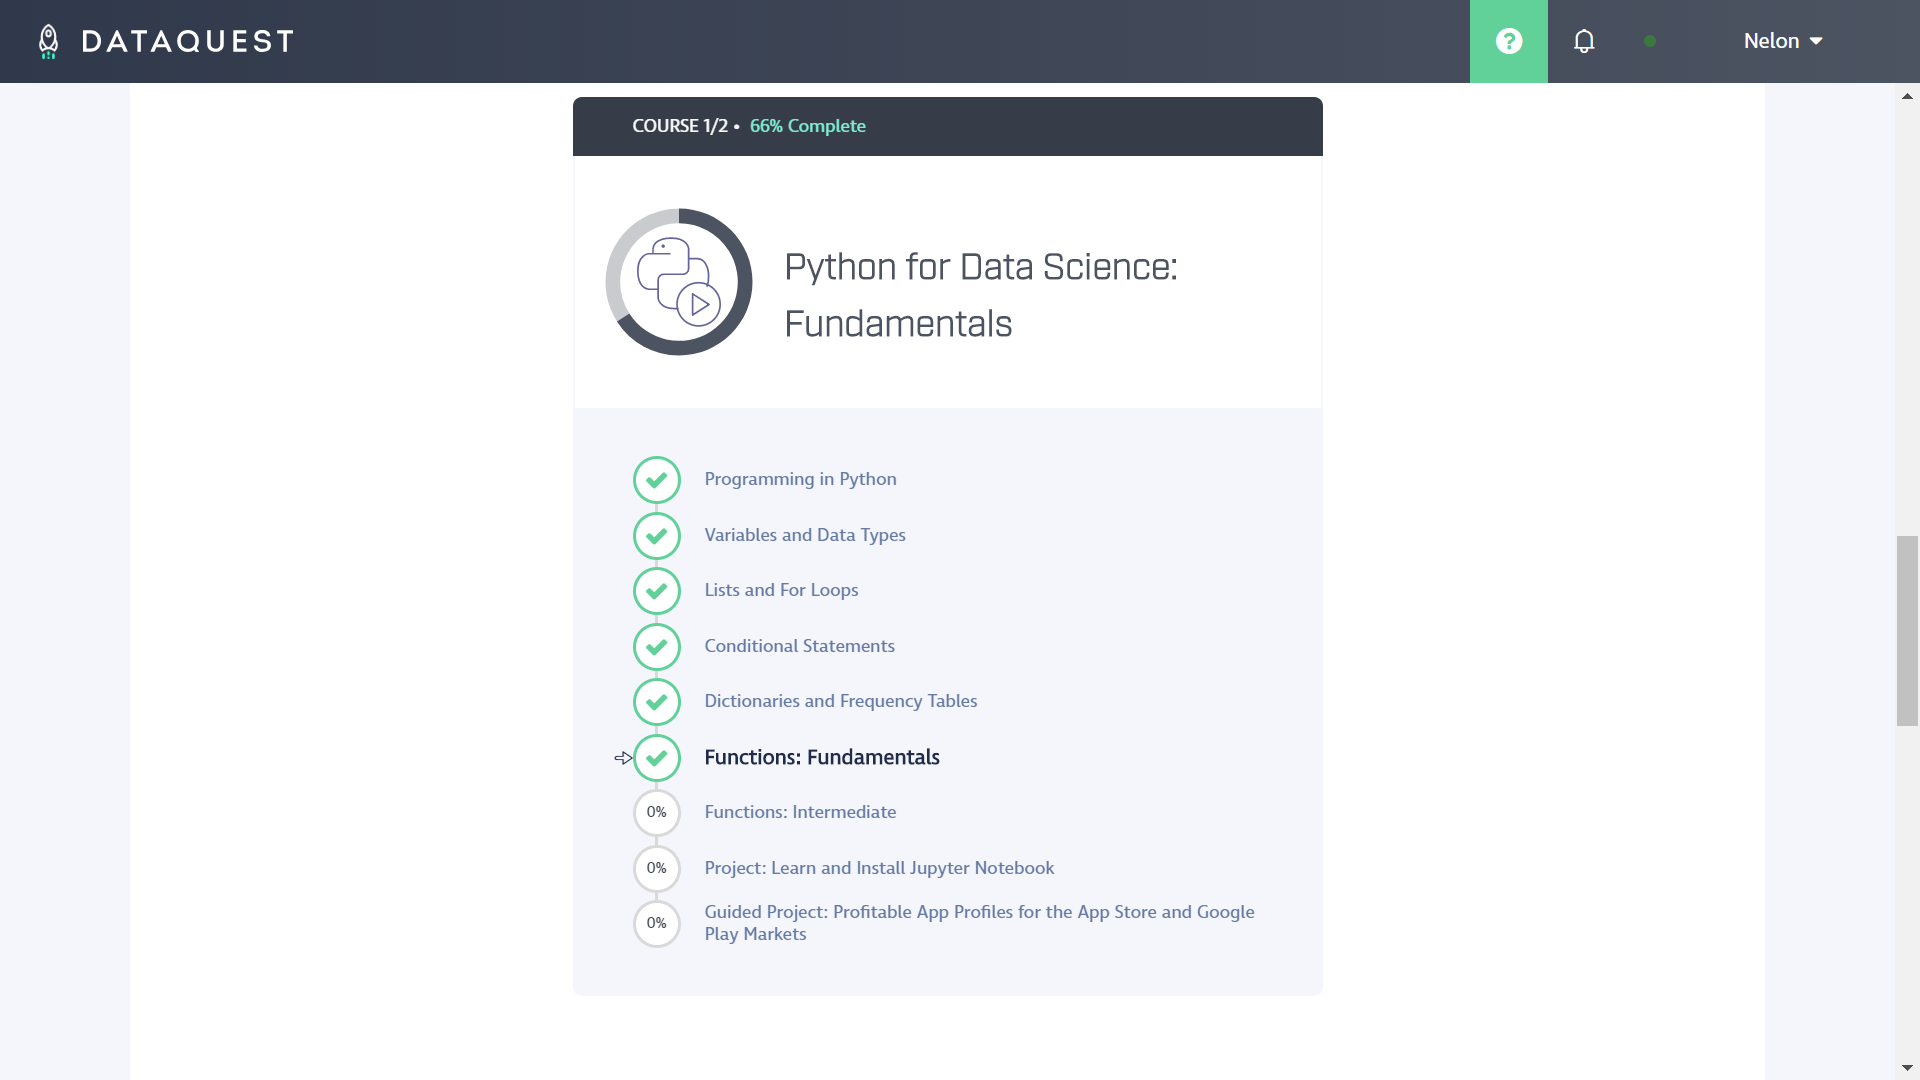 DATAQUEST
?
Nelon
COURSE 1/2 • 66% Complete
Python for Data Science:
Fundamentals
Programming in Python
Variables and Data Types
Lists and For Loops
Conditional Statements
Dictionaries and Frequency Tables
Functions: Fundamentals
0% Functions: Intermediate
0% Project: Learn and Install Jupyter Notebook
0% Guided Project: Profitable App Profiles for the App Store and Google
Play Markets